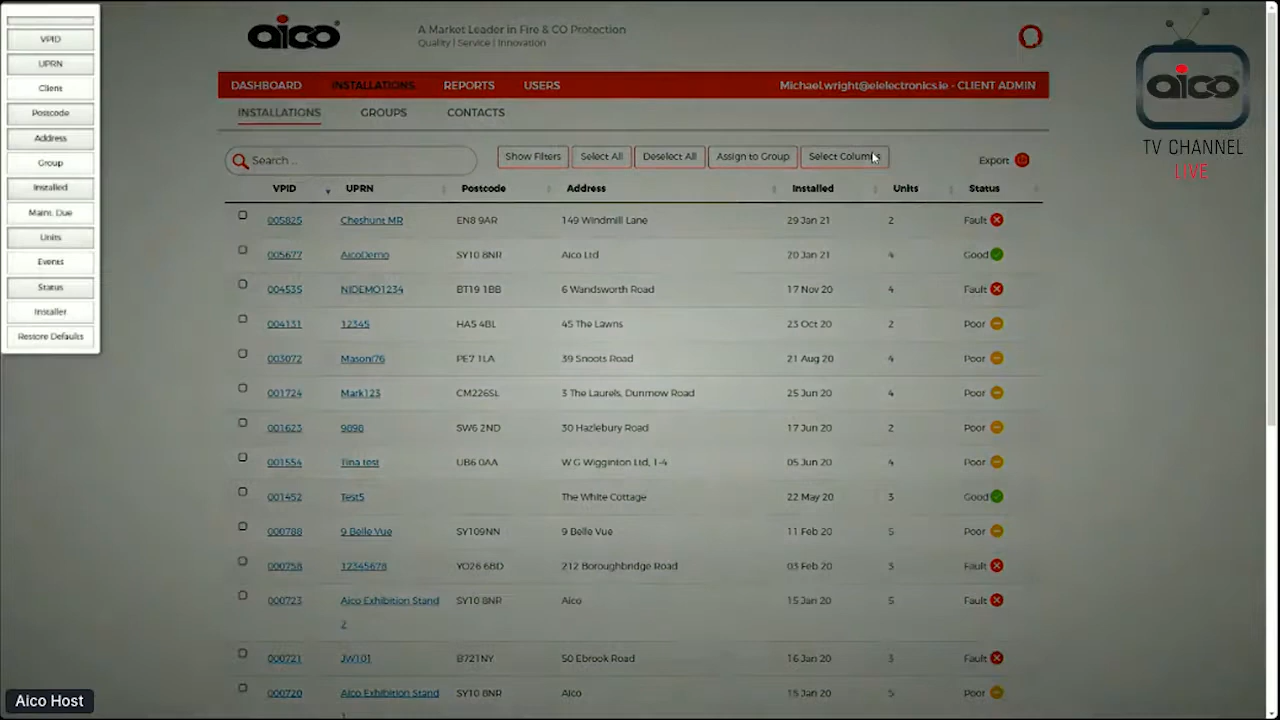 VPID
UPRN
Client
Postcode
Address
Group
Installed
Maint. Due
Units
Events
Status
Installer
Restore Defaults
aico
A Market Leader in Fire & CO Protection
Quality | Service | Innovation
aico
TV CHANNEL
LIVE
DASHBOARD INSTALLATIONS REPORTS USERS Michael.wright@eielectronics.ie - CLIENT ADMIN
INSTALLATIONS GROUPS CONTACTS
Search ... Show Filters Select All Deselect All Assign to Group Select Columns Export
VPID UPRN Postcode Address Installed Units Status
005825 Cheshunt MR EN8 9AR 149 Windmill Lane 29 Jan 21 2 Fault
005677 AicoDemo SY10 8NR Aico Ltd 20 Jan 21 4 Good
004535 NIDEMO1234 BT19 1BB 6 Wandsworth Road 17 Nov 20 4 Fault
004131 12345 HA5 4BL 45 The Lawns 23 Oct 20 2 Poor
003072 Mason76 PE7 1LA 39 Snoots Road 21 Aug 20 4 Poor
001724 Mark123 CM226SL 3 The Laurels, Dunmow Road 25 Jun 20 4 Poor
001623 9898 SW6 2ND 30 Hazlebury Road 17 Jun 20 2 Poor
001554 Tina test UB6 0AA W G Wigginton Ltd, 1-4 05 Jun 20 4 Poor
001452 Test5 The White Cottage 22 May 20 3 Good
000788 9 Belle Vue SY109NN 9 Belle Vue 11 Feb 20 5 Poor
000758 12345678 YO26 6BD 212 Boroughbridge Road 03 Feb 20 3 Fault
000723 Aico Exhibition Stand SY10 8NR Aico 15 Jan 20 5 Fault
2
000721 JW101 B721NY 50 Ebrook Road 16 Jan 20 3 Fault
000720 Aico Exhibition Stand SY10 8NR Aico 15 Jan 20 5 Poor
Aico Host